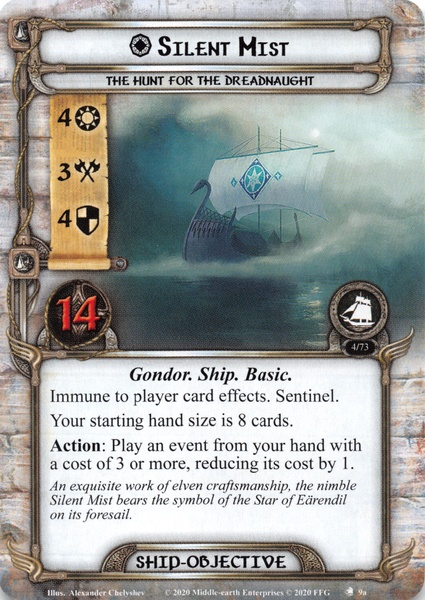 Silent Mist
The Hunt for the Dreadnaught
4
3
4
14
4/73
Gondor. Ship. Basic.
Immune to player card effects. Sentinel.
Your starting hand size is 8 cards.
Action: Play an event from your hand with
a cost of 3 or more, reducing its cost by 1.
An exquisite work of elven craftsmanship, the nimble
Silent Mist bears the symbol of the Star of Eärendil
on its foresail.
Ship-Objective
Illus. Alexander Chelyshev © 2020 Middle-earth Enterprises © 2020 FFG 9a